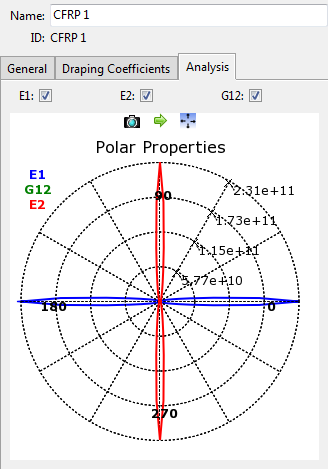 Name: CFRP 1
ID: CFRP 1
General Draping Coefficients Analysis
E1: E2: G12:
Polar Properties
E1
G12
E2
90
2.31e+11
1.73e+11
1.15e+11
5.77e+10
180
0
270